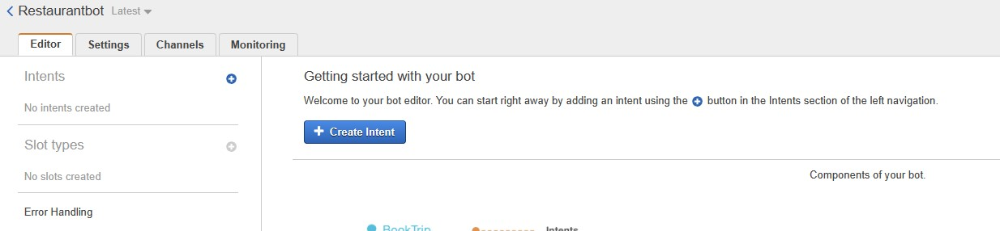 Restaurantbot Latest
Editor Settings Channels Monitoring
Intents
No intents created
Slot types
No slots created
Error Handling
Getting started with your bot
Welcome to your bot editor. You can start right away by adding an intent using the button in the Intents section of the left navigation.
Create Intent
Components of your bot.
BookTrip
Intents